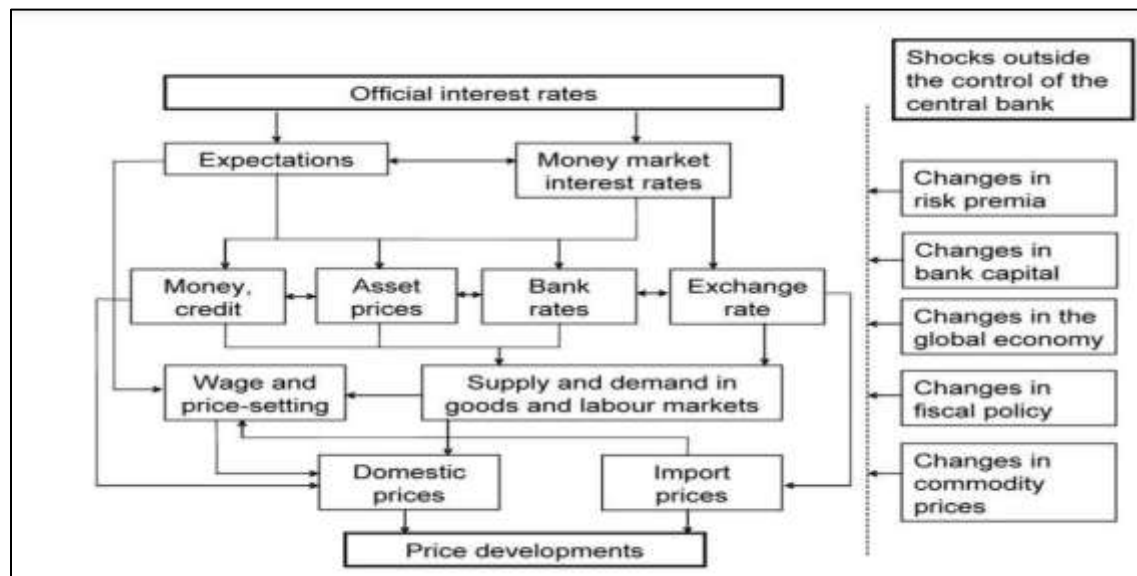 Official interest rates
Shocks outside
the control of the
central bank
Expectations
Money market
interest rates
Changes in
risk premia
Changes in
bank capital
Money,
credit
Asset
prices
Bank
rates
Exchange
rate
Changes in the
global economy
Wage and
price-setting
Supply and demand in
goods and labour markets
Changes in
fiscal policy
Domestic
prices
Import
prices
Changes in
commodity
prices
Price developments